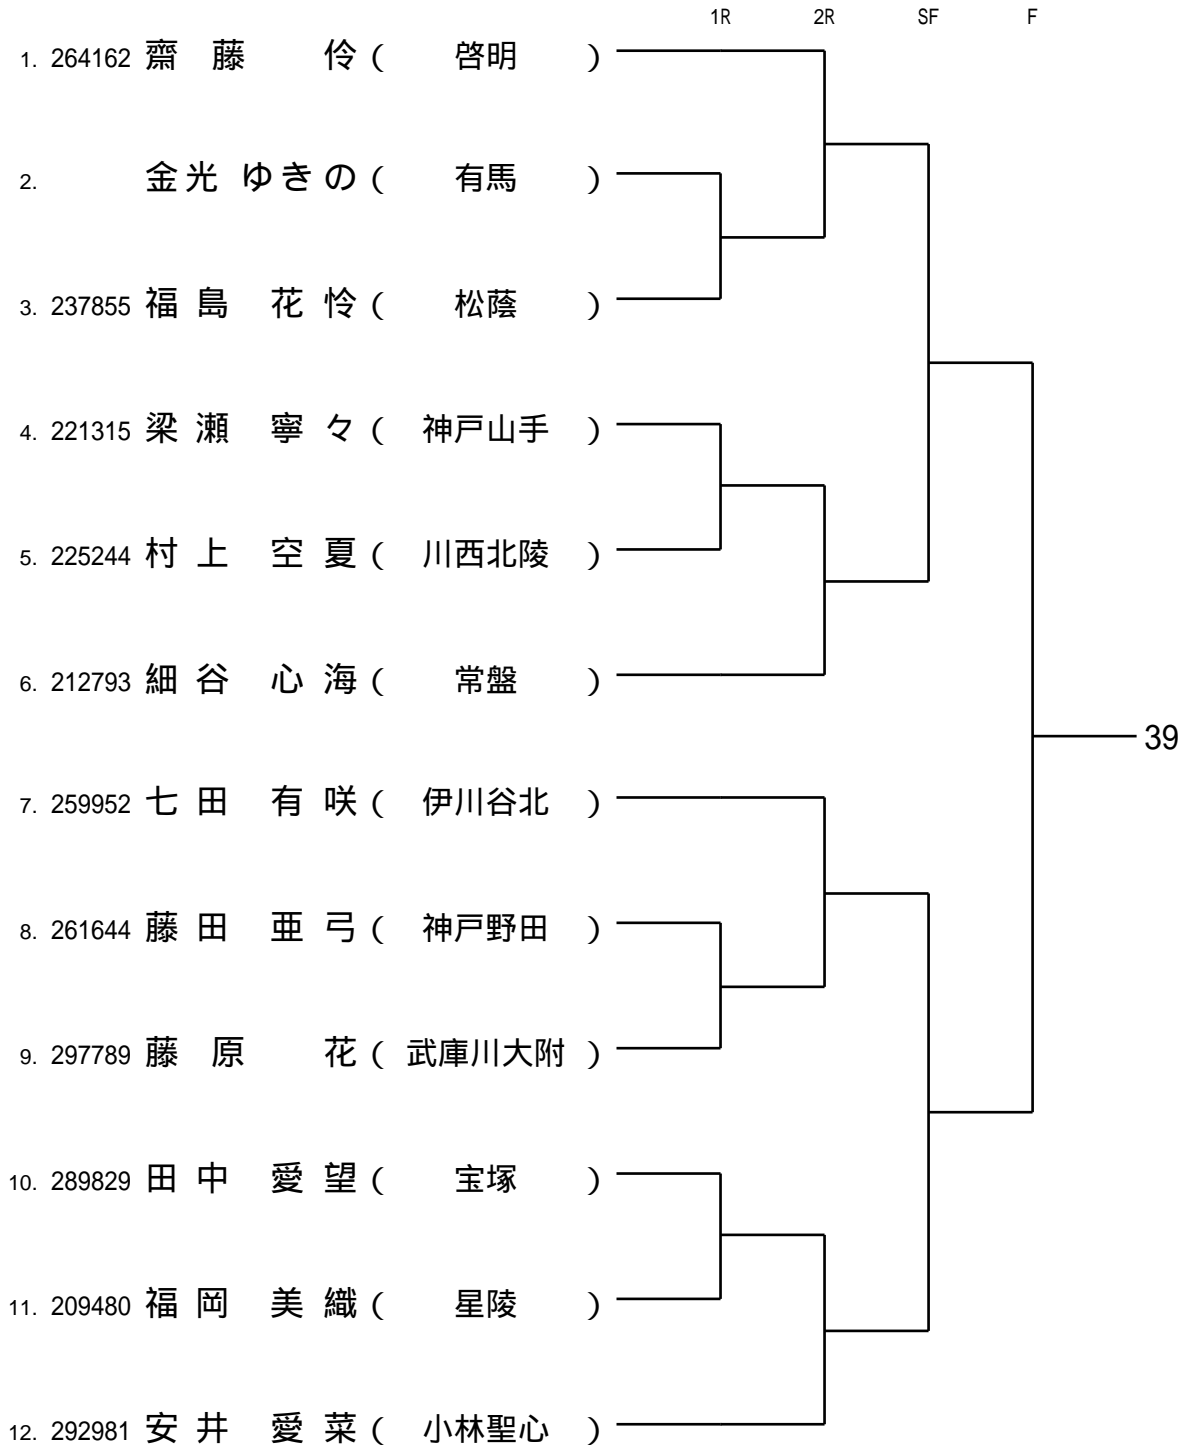 1R 2R SF F
1. 264162 齋藤 伶 ( 啓明 )
2. 金光 ゆきの ( 有馬 )
3. 237855 福島 花怜 ( 松蔭 )
4. 221315 梁瀬 寧々 ( 神戸山手 )
5. 225244 村上 空夏 ( 川西北陵 )
6. 212793 細谷 心海 ( 常盤 )
39
7. 259952 七田 有咲 ( 伊川谷北 )
8. 261644 藤田 亜弓 ( 神戸野田 )
9. 297789 藤原 花 ( 武庫川大附 )
10. 289829 田中 愛望 ( 宝塚 )
11. 209480 福岡 美織 ( 星陵 )
12. 292981 安井 愛菜 ( 小林聖心 )